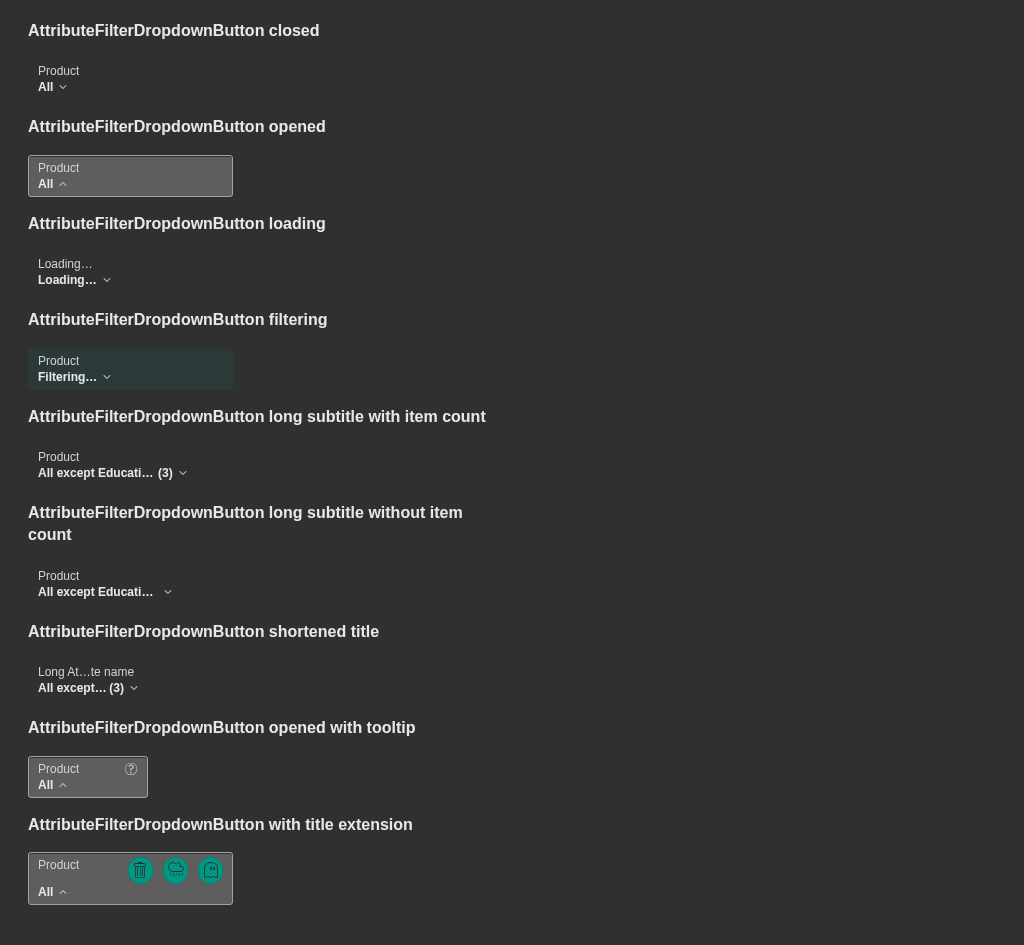 AttributeFilterDropdownButton closed
Product
All
AttributeFilterDropdownButton opened
Product
All
AttributeFilterDropdownButton loading
Loading…
Loading…
AttributeFilterDropdownButton filtering
Product
Filtering…
AttributeFilterDropdownButton long subtitle with item count
Product
All except Educati… (3)
AttributeFilterDropdownButton long subtitle without item
count
Product
All except Educati…
AttributeFilterDropdownButton shortened title
Long At…te name
All except… (3)
AttributeFilterDropdownButton opened with tooltip
Product
All
AttributeFilterDropdownButton with title extension
Product
All